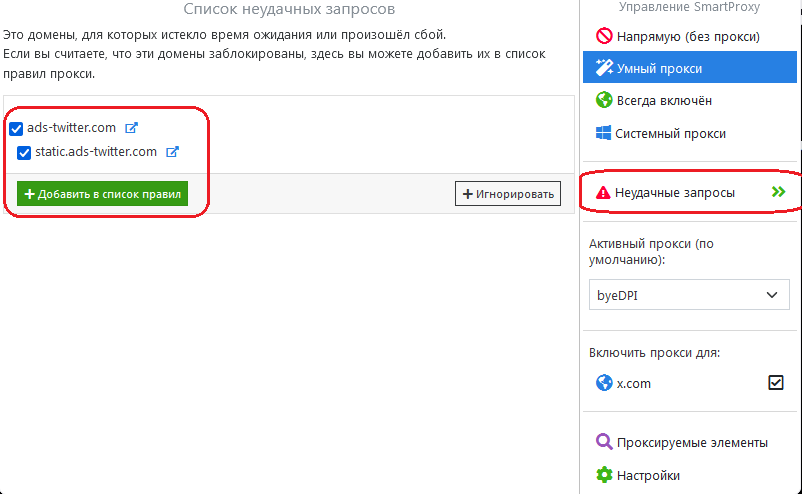 Список неудачных запросов
Это домены, для которых истекло время ожидания или произошёл сбой.
Если вы считаете, что эти домены заблокированы, здесь вы можете добавить их в список
правил прокси.
ads-twitter.com
static.ads-twitter.com
Добавить в список правил
Игнорировать
Управление SmartProxy
Напрямую (без прокси)
Умный прокси
Всегда включён
Системный прокси
Неудачные запросы
Активный прокси (по
умолчанию):
byeDPI
Включить прокси для:
x.com
Проксируемые элементы
Настройки